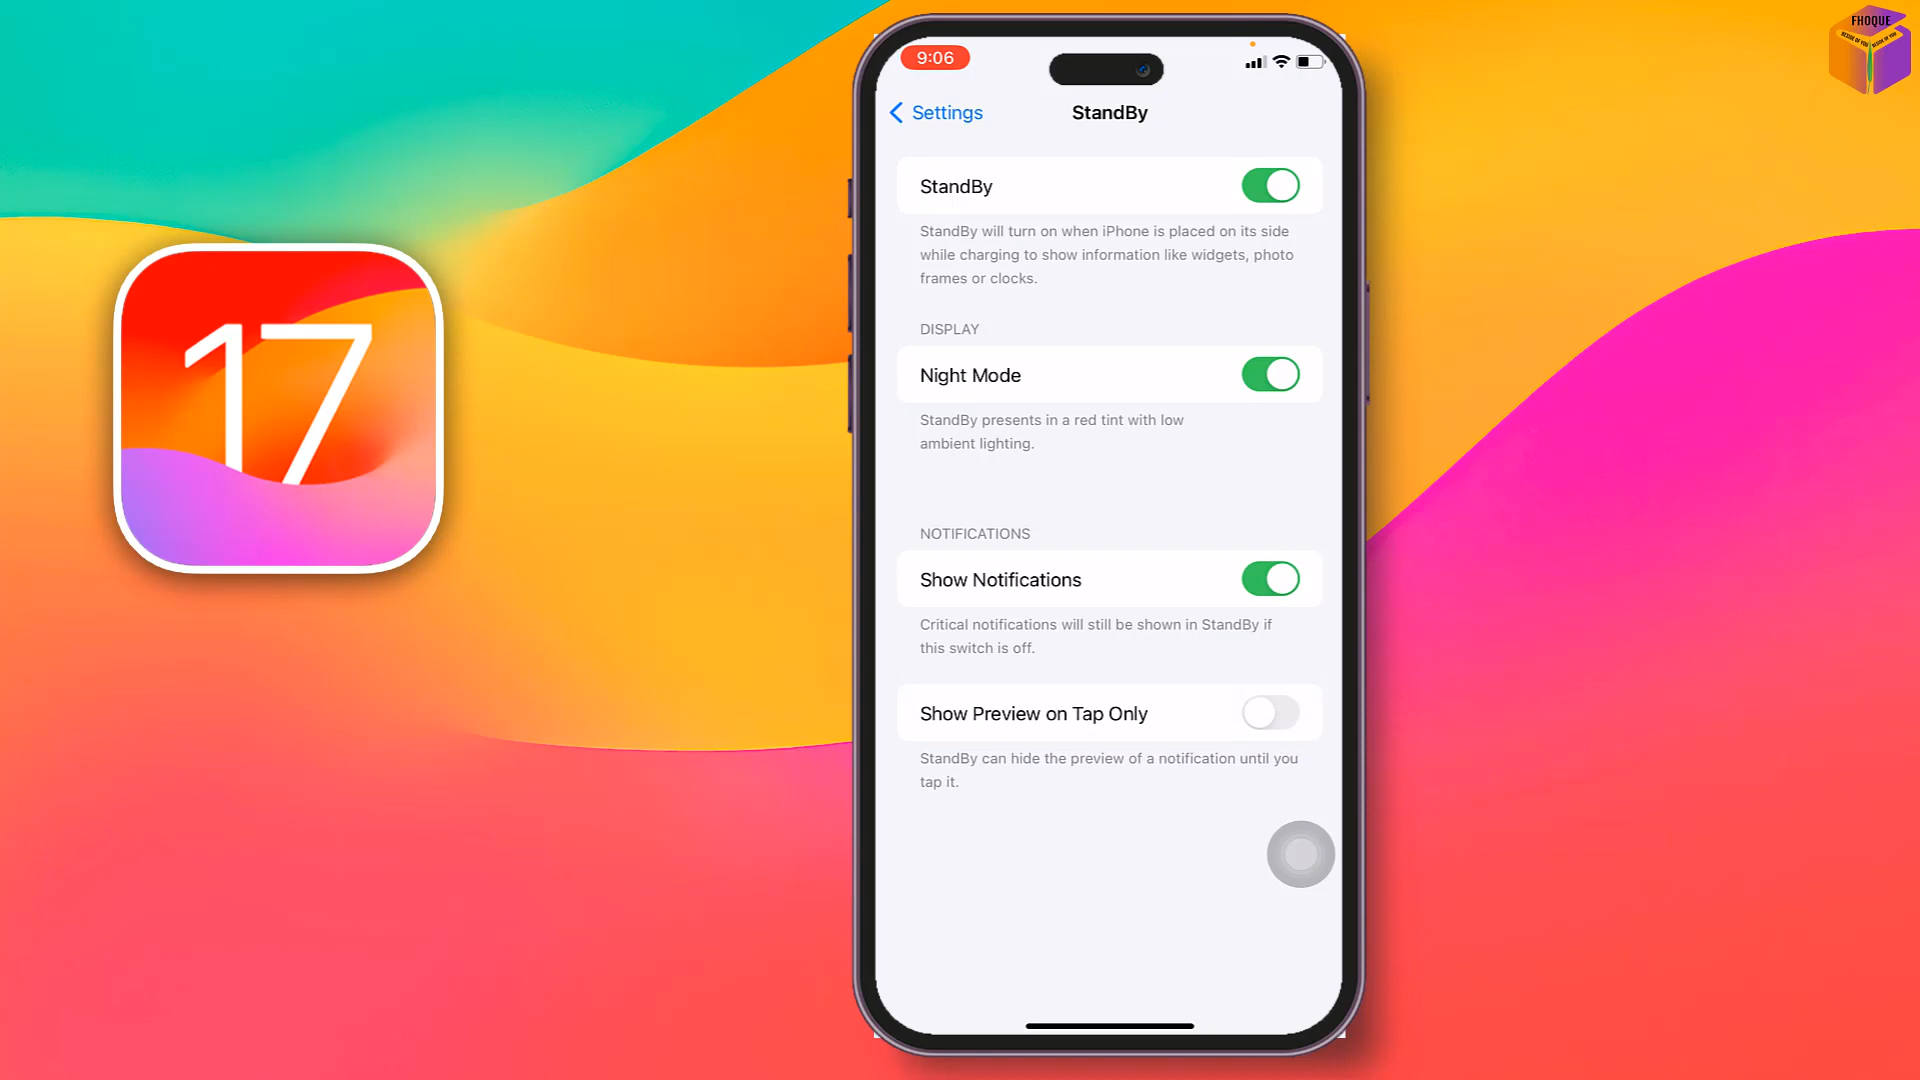 FHOQUE
9:06
Settings
StandBy
StandBy
StandBy will turn on when iPhone is placed on its side
while charging to show information like widgets, photo
frames or clocks.
DISPLAY
Night Mode
StandBy presents in a red tint with low
ambient lighting.
NOTIFICATIONS
Show Notifications
Critical notifications will still be shown in StandBy if
this switch is off.
Show Preview on Tap Only
StandBy can hide the preview of a notification until you
tap it.
17